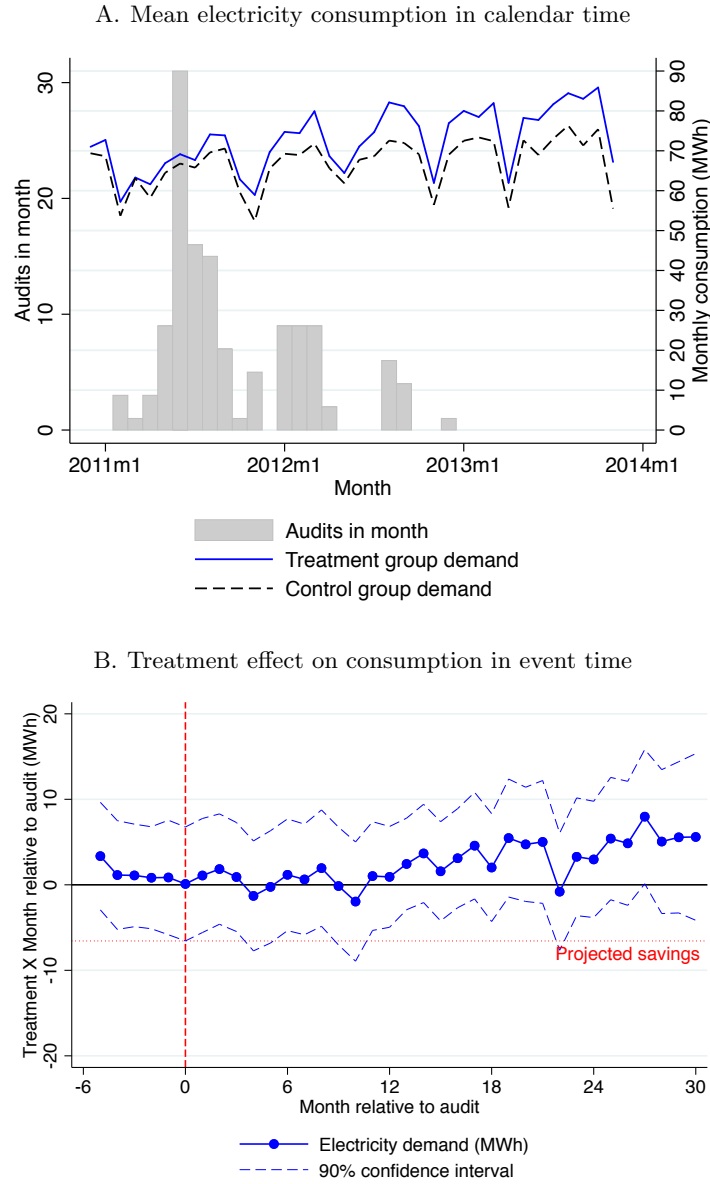 A. Mean electricity consumption in calendar time
Audits in month
30
20
10
0
Monthly consumption (MWh)
90
80
70
60
50
40
30
20
10
0
2011m1 2012m1 2013m1 2014m1
Month
Audits in month
Treatment group demand
Control group demand
B. Treatment effect on consumption in event time
Treatment X Month relative to audit (MWh)
20
10
0
-10
-20
Projected savings
-6 0 6 12 18 24 30
Month relative to audit
Electricity demand (MWh)
90% confidence interval